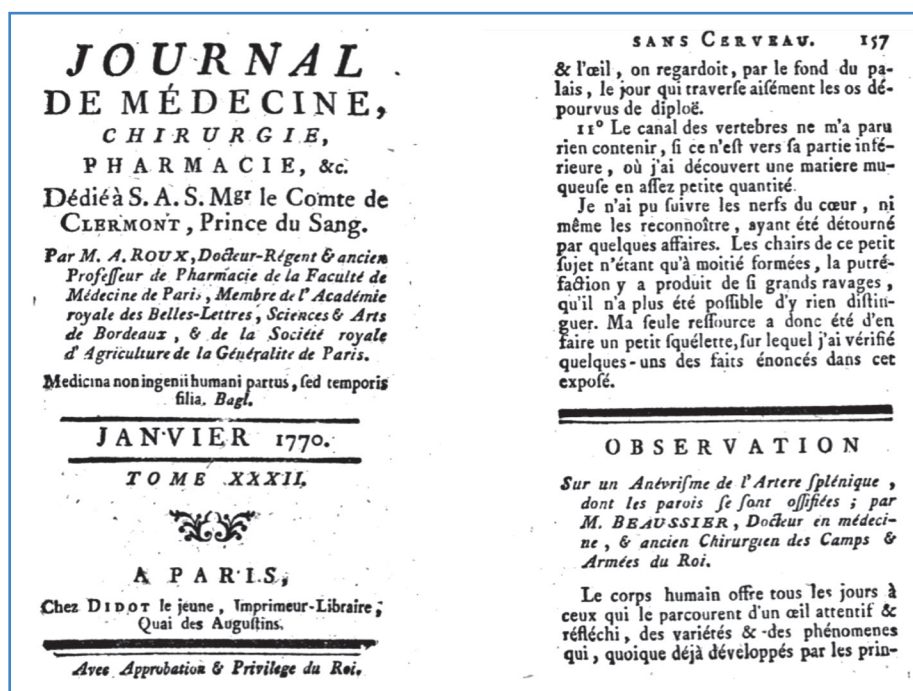 JOURNAL
DE MÉDECINE,
CHIRURGIE,
PHARMACIE, &c.
Dédié à S. A. S. Mgr le Comte de
CLERMONT, Prince du Sang.
Par M. A. ROUX, Docteur-Régent & ancien
Profeſſeur de Pharmacie de la Faculté de
Médecine de Paris, Membre de l'Académie
royale des Belles-Lettres, Sciences & Arts
de Bordeaux, & de la Société royale
d'Agriculture de la Généralite de Paris.
Medicina non ingenii humani partus, ſed temporis
filia. Bagl.
JANVIER 1770.
TOME XXXII.
A PARIS,
Chez DIDOT le jeune, Imprimeur-Libraire,
Quai des Auguſtins.
Avec Approbation & Privilege du Roi.
SANS CERVEAU. 157
& l'œil, on regardoit, par le fond du pa-
lais, le jour qui traverſe aiſément les os dé-
pourvus de diploë.
11° Le canal des vertebres ne m'a paru
rien contenir, ſi ce n'eſt vers ſa partie infé-
rieure, où j'ai découvert une matiere mu-
queuſe en aſſez petite quantité.
Je n'ai pu ſuivre les nerfs du cœur, ni
même les reconnoître, ayant été détourné
par quelques affaires. Les chairs de ce petit
ſujet n'étant qu'à moitié formées, la putré-
faction y a produit de ſi grands ravages,
qu'il n'a plus été poſſible d'y rien diſtin-
guer. Ma ſeule reſſource a donc été d'en
faire un petit ſquélette, ſur lequel j'ai vérifié
quelques-uns des faits énoncés dans cet
expoſé.
OBSERVATION
Sur un Anévriſme de l'Artere ſplénique,
dont les parois ſe ſont oſſifiées; par
M. BEAUSSIER, Docteur en médeci-
ne, & ancien Chirurgien des Camps &
Armées du Roi.
Le corps humain offre tous les jours à
ceux qui le parcourent d'un œil attentif &
réfléchi, des variétés & des phénomenes
qui, quoique déjà développés par les prin-